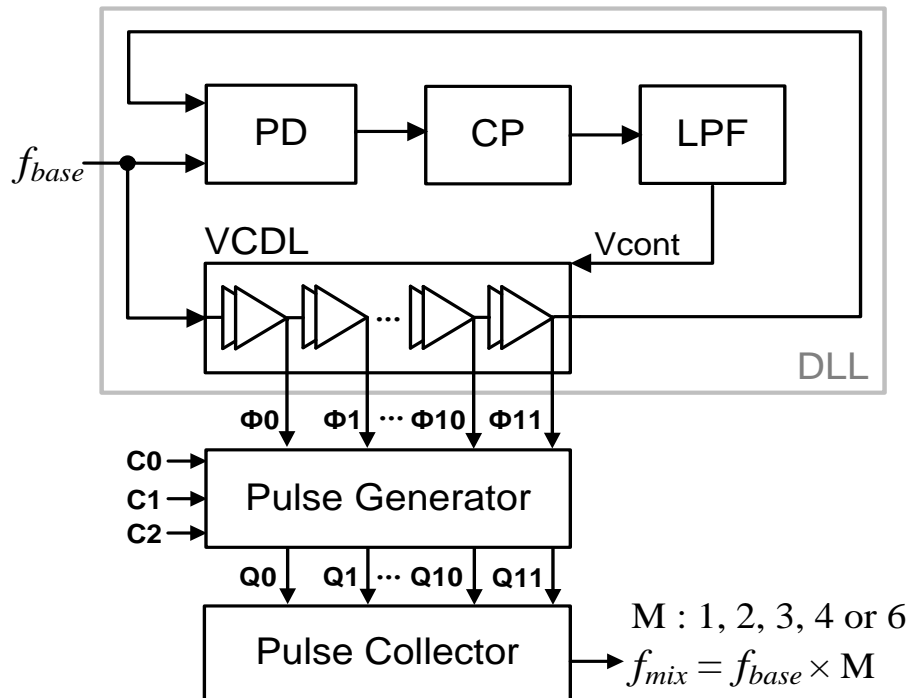 PD
CP
LPF
f_base
VCDL
Vcont
...
DLL
Φ0 Φ1 ... Φ10 Φ11
C0
C1
C2
Pulse Generator
Q0 Q1 ... Q10 Q11
Pulse Collector
M : 1, 2, 3, 4 or 6
f_mix = f_base × M